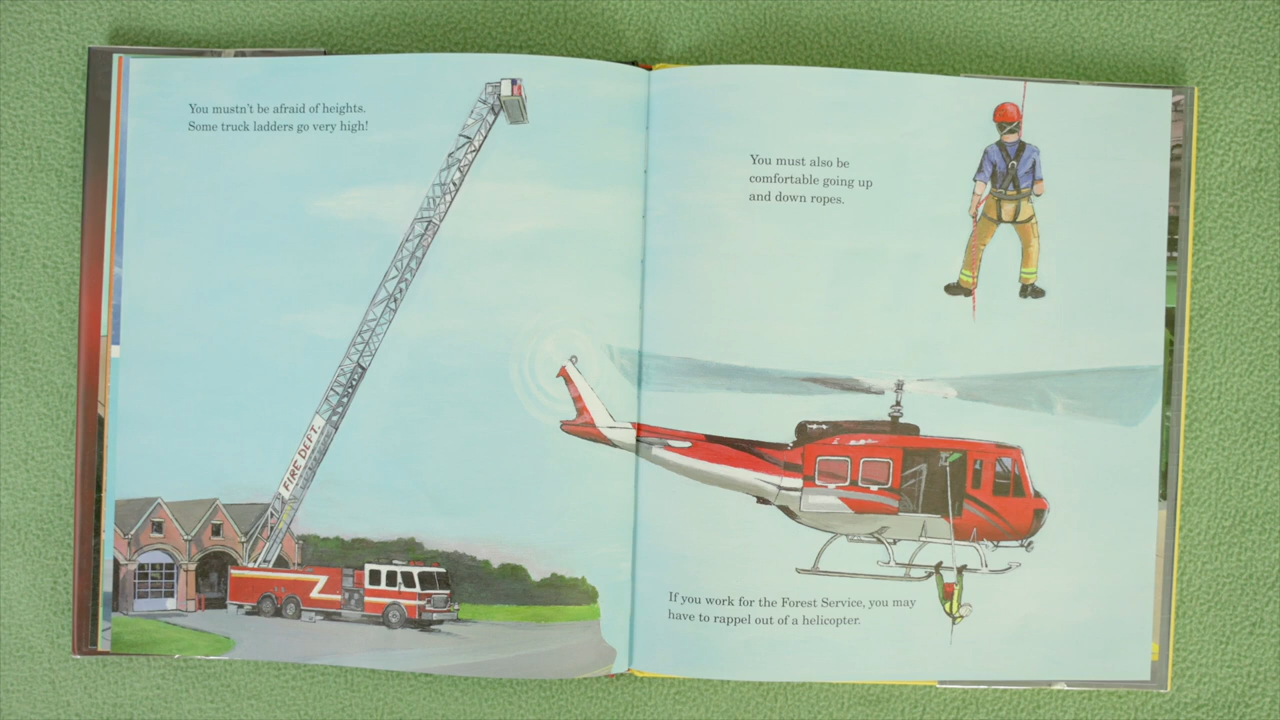 You mustn't be afraid of heights.
Some truck ladders go very high!
FIRE DEPT.
You must also be
comfortable going up
and down ropes.
If you work for the Forest Service, you may
have to rappel out of a helicopter.